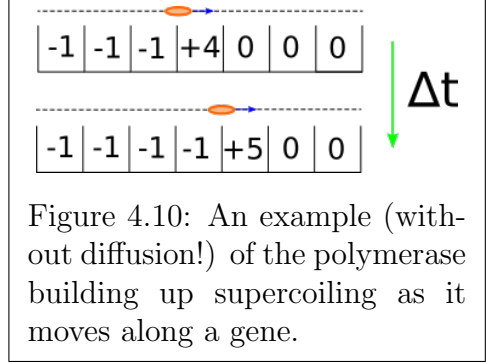 -1 -1 -1 +4 0 0 0
Δt
-1 -1 -1 -1 +5 0 0
Figure 4.10: An example (with-
out diffusion!) of the polymerase
building up supercoiling as it
moves along a gene.